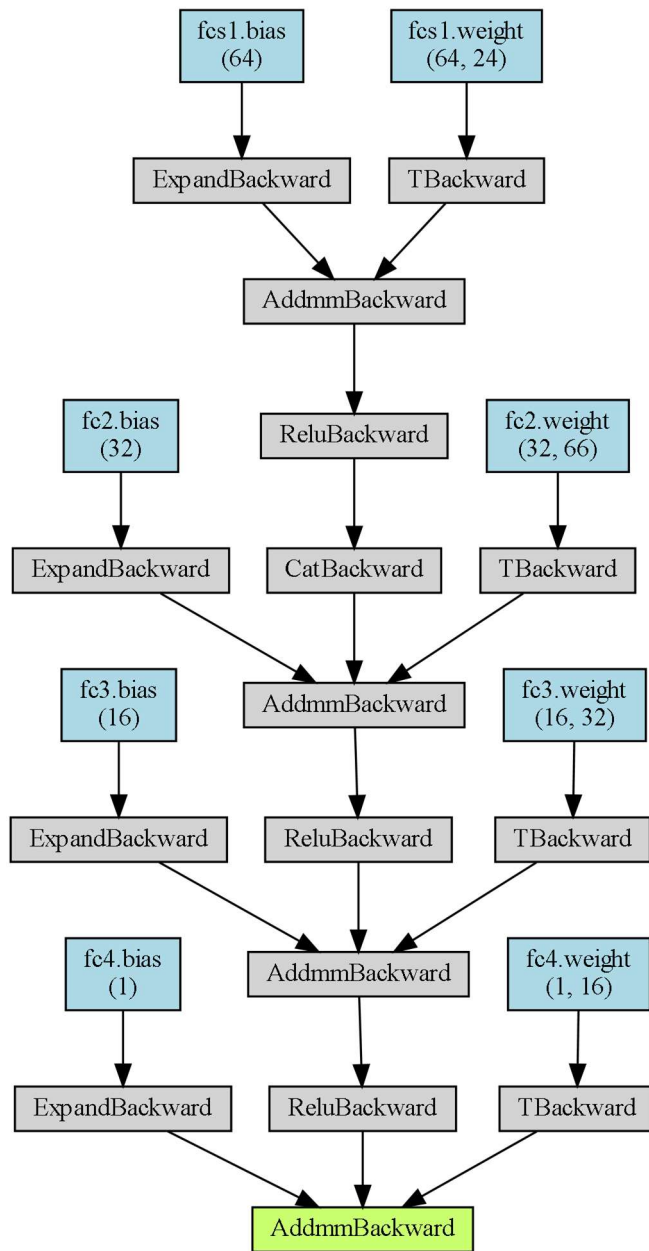 fcs1.bias
(64)
fcs1.weight
(64, 24)
ExpandBackward
TBackward
AddmmBackward
fc2.bias
(32)
ReluBackward
fc2.weight
(32, 66)
ExpandBackward
CatBackward
TBackward
fc3.bias
(16)
AddmmBackward
fc3.weight
(16, 32)
ExpandBackward
ReluBackward
TBackward
fc4.bias
(1)
AddmmBackward
fc4.weight
(1, 16)
ExpandBackward
ReluBackward
TBackward
AddmmBackward